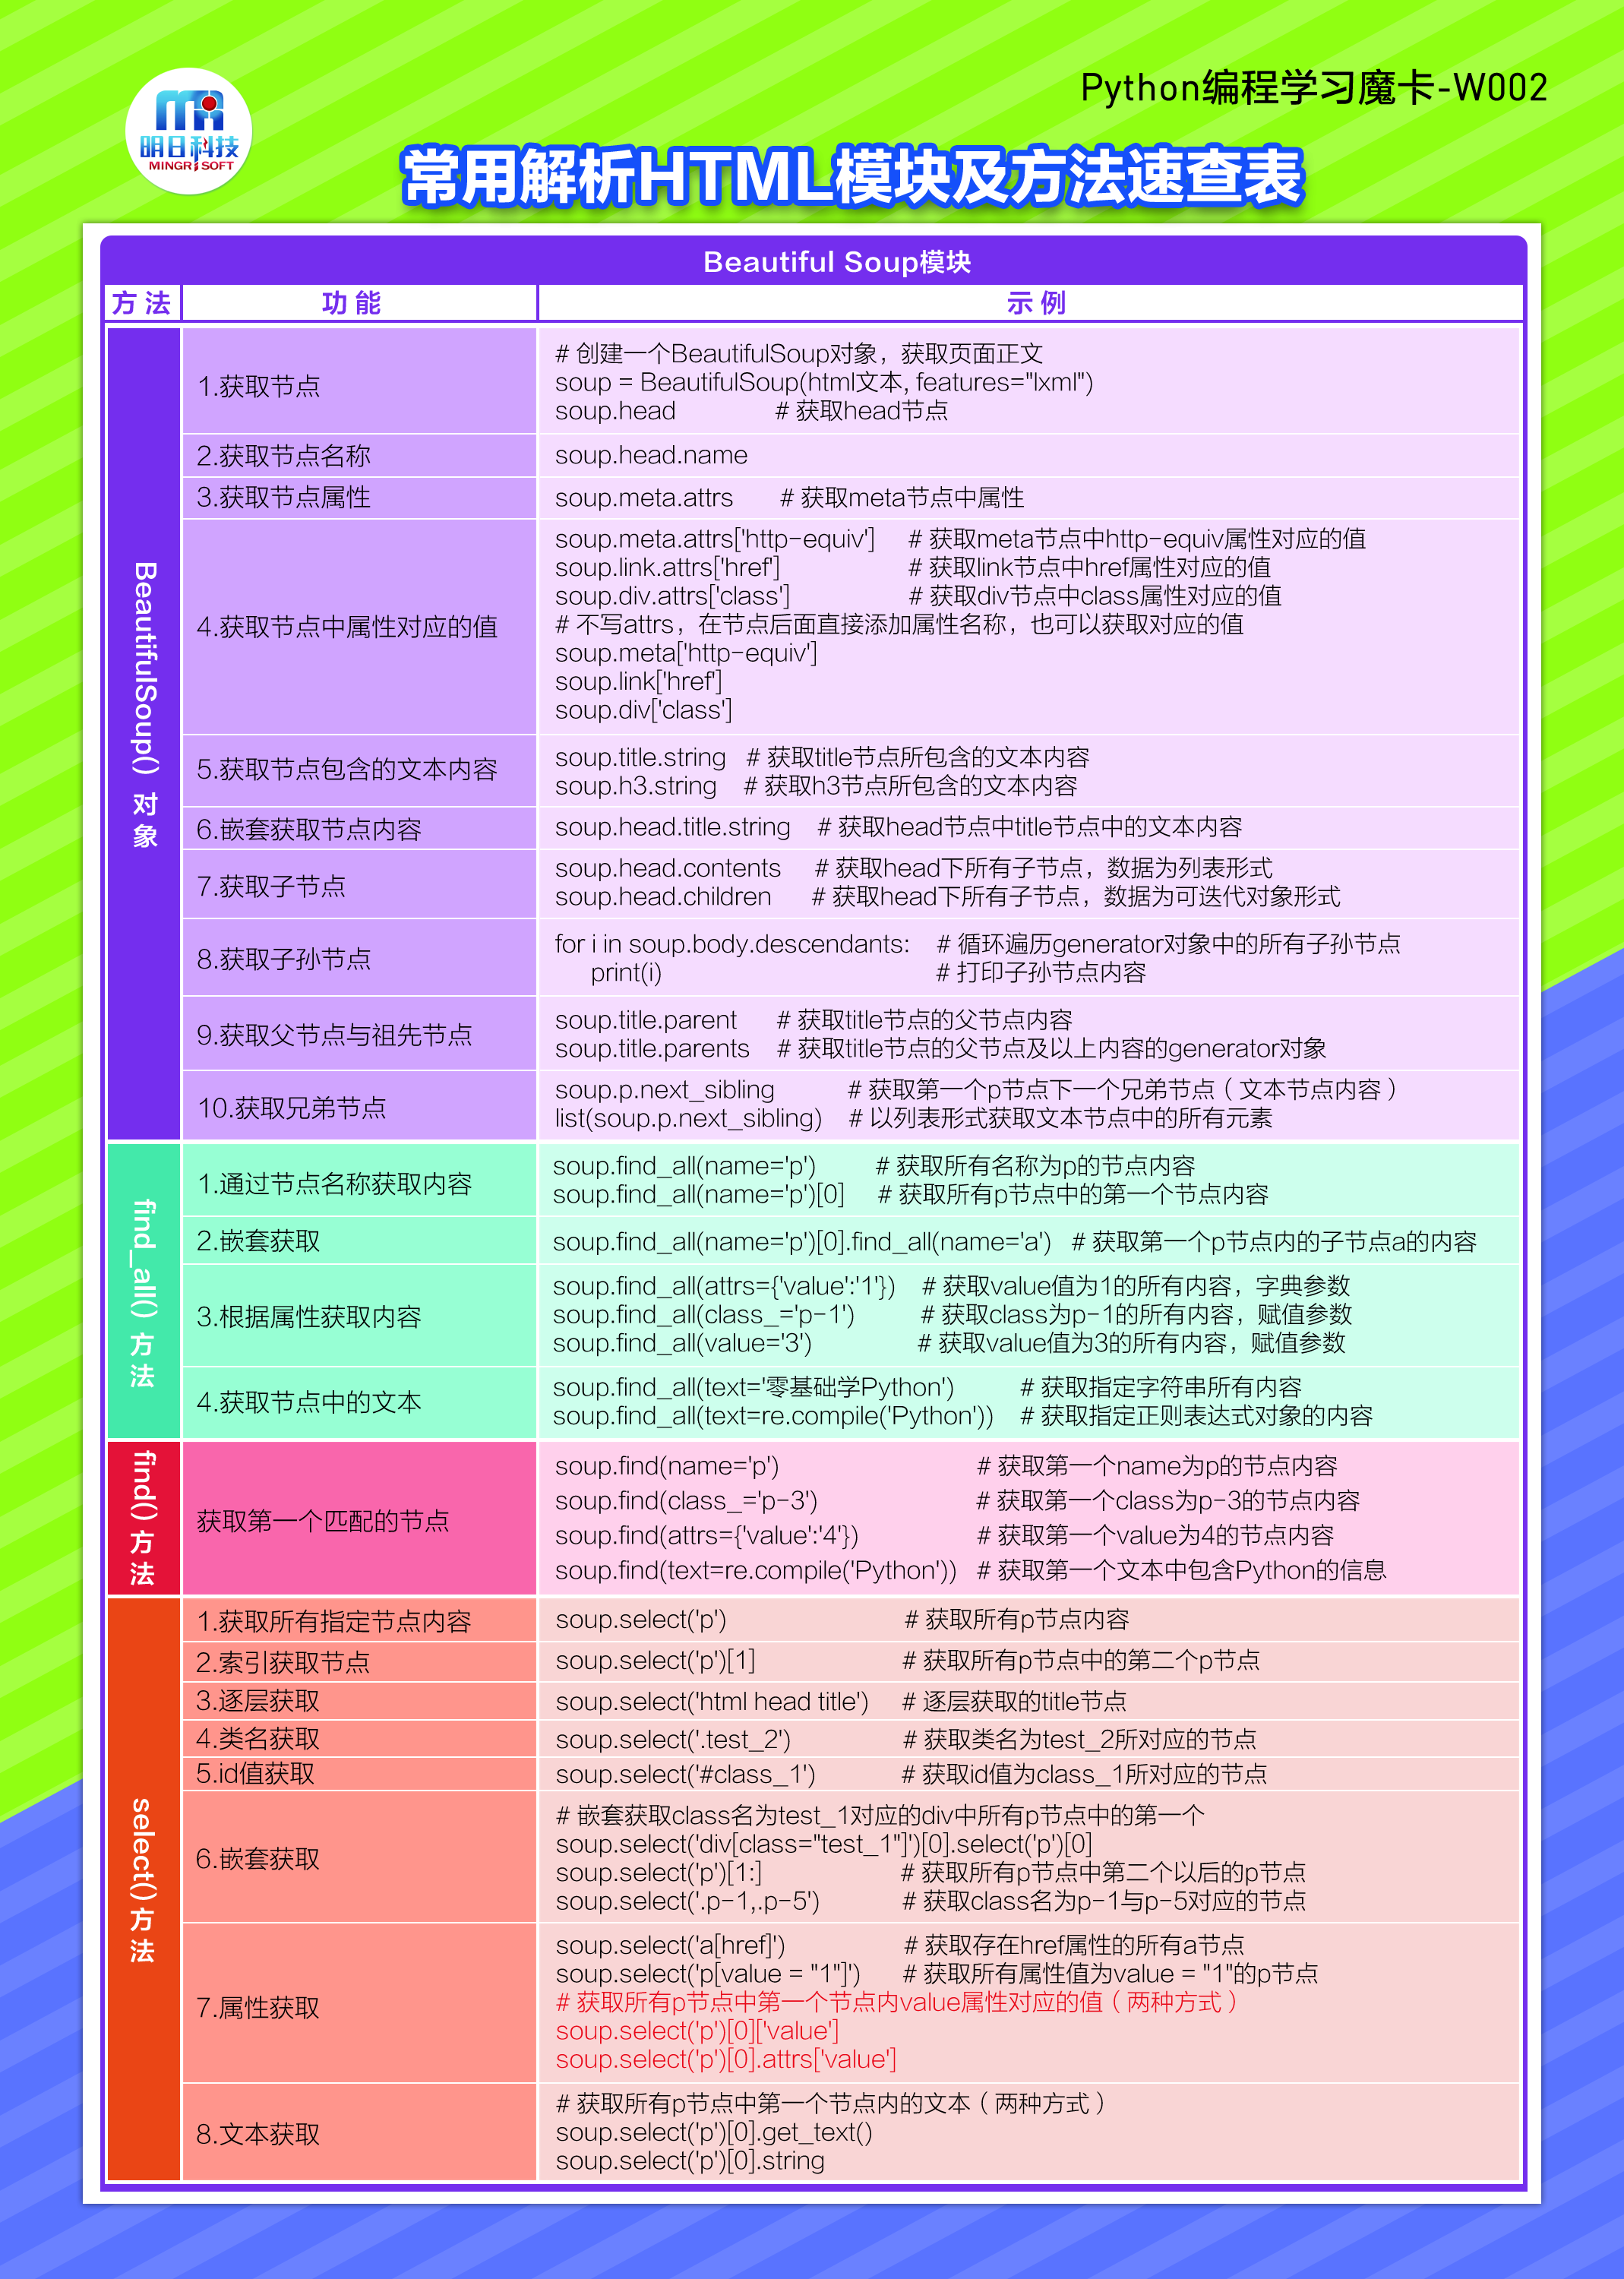 Python编程学习魔卡-W002
明日科技
MINGRISOFT
常用解析HTML模块及方法速查表
Beautiful Soup模块
方法 功能 示例
BeautifulSoup() 对象
1.获取节点
# 创建一个BeautifulSoup对象，获取页面正文
soup = BeautifulSoup(html文本, features="lxml")
soup.head # 获取head节点
2.获取节点名称
soup.head.name
3.获取节点属性
soup.meta.attrs # 获取meta节点中属性
4.获取节点中属性对应的值
soup.meta.attrs['http-equiv'] # 获取meta节点中http-equiv属性对应的值
soup.link.attrs['href'] # 获取link节点中href属性对应的值
soup.div.attrs['class'] # 获取div节点中class属性对应的值
# 不写attrs，在节点后面直接添加属性名称，也可以获取对应的值
soup.meta['http-equiv']
soup.link['href']
soup.div['class']
5.获取节点包含的文本内容
soup.title.string # 获取title节点所包含的文本内容
soup.h3.string # 获取h3节点所包含的文本内容
6.嵌套获取节点内容
soup.head.title.string # 获取head节点中title节点中的文本内容
7.获取子节点
soup.head.contents # 获取head下所有子节点，数据为列表形式
soup.head.children # 获取head下所有子节点，数据为可迭代对象形式
8.获取子孙节点
for i in soup.body.descendants: # 循环遍历generator对象中的所有子孙节点
print(i) # 打印子孙节点内容
9.获取父节点与祖先节点
soup.title.parent # 获取title节点的父节点内容
soup.title.parents # 获取title节点的父节点及以上内容的generator对象
10.获取兄弟节点
soup.p.next_sibling # 获取第一个p节点下一个兄弟节点（文本节点内容）
list(soup.p.next_sibling) # 以列表形式获取文本节点中的所有元素
find_all() 方法
1.通过节点名称获取内容
soup.find_all(name='p') # 获取所有名称为p的节点内容
soup.find_all(name='p')[0] # 获取所有p节点中的第一个节点内容
2.嵌套获取
soup.find_all(name='p')[0].find_all(name='a') # 获取第一个p节点内的子节点a的内容
3.根据属性获取内容
soup.find_all(attrs={'value':'1'}) # 获取value值为1的所有内容，字典参数
soup.find_all(class_='p-1') # 获取class为p-1的所有内容，赋值参数
soup.find_all(value='3') # 获取value值为3的所有内容，赋值参数
4.获取节点中的文本
soup.find_all(text='零基础学Python') # 获取指定字符串所有内容
soup.find_all(text=re.compile('Python')) # 获取指定正则表达式对象的内容
find() 方法
获取第一个匹配的节点
soup.find(name='p') # 获取第一个name为p的节点内容
soup.find(class_='p-3') # 获取第一个class为p-3的节点内容
soup.find(attrs={'value':'4'}) # 获取第一个value为4的节点内容
soup.find(text=re.compile('Python')) # 获取第一个文本中包含Python的信息
select() 方法
1.获取所有指定节点内容
soup.select('p') # 获取所有p节点内容
2.索引获取节点
soup.select('p')[1] # 获取所有p节点中的第二个p节点
3.逐层获取
soup.select('html head title') # 逐层获取的title节点
4.类名获取
soup.select('.test_2') # 获取类名为test_2所对应的节点
5.id值获取
soup.select('#class_1') # 获取id值为class_1所对应的节点
6.嵌套获取
# 嵌套获取class名为test_1对应的div中所有p节点中的第一个
soup.select('div[class="test_1"]')[0].select('p')[0]
soup.select('p')[1:] # 获取所有p节点中第二个以后的p节点
soup.select('.p-1,.p-5') # 获取class名为p-1与p-5对应的节点
7.属性获取
soup.select('a[href]') # 获取存在href属性的所有a节点
soup.select('p[value = "1"]') # 获取所有属性值为value = "1"的p节点
# 获取所有p节点中第一个节点内value属性对应的值（两种方式）
soup.select('p')[0]['value']
soup.select('p')[0].attrs['value']
8.文本获取
# 获取所有p节点中第一个节点内的文本（两种方式）
soup.select('p')[0].get_text()
soup.select('p')[0].string